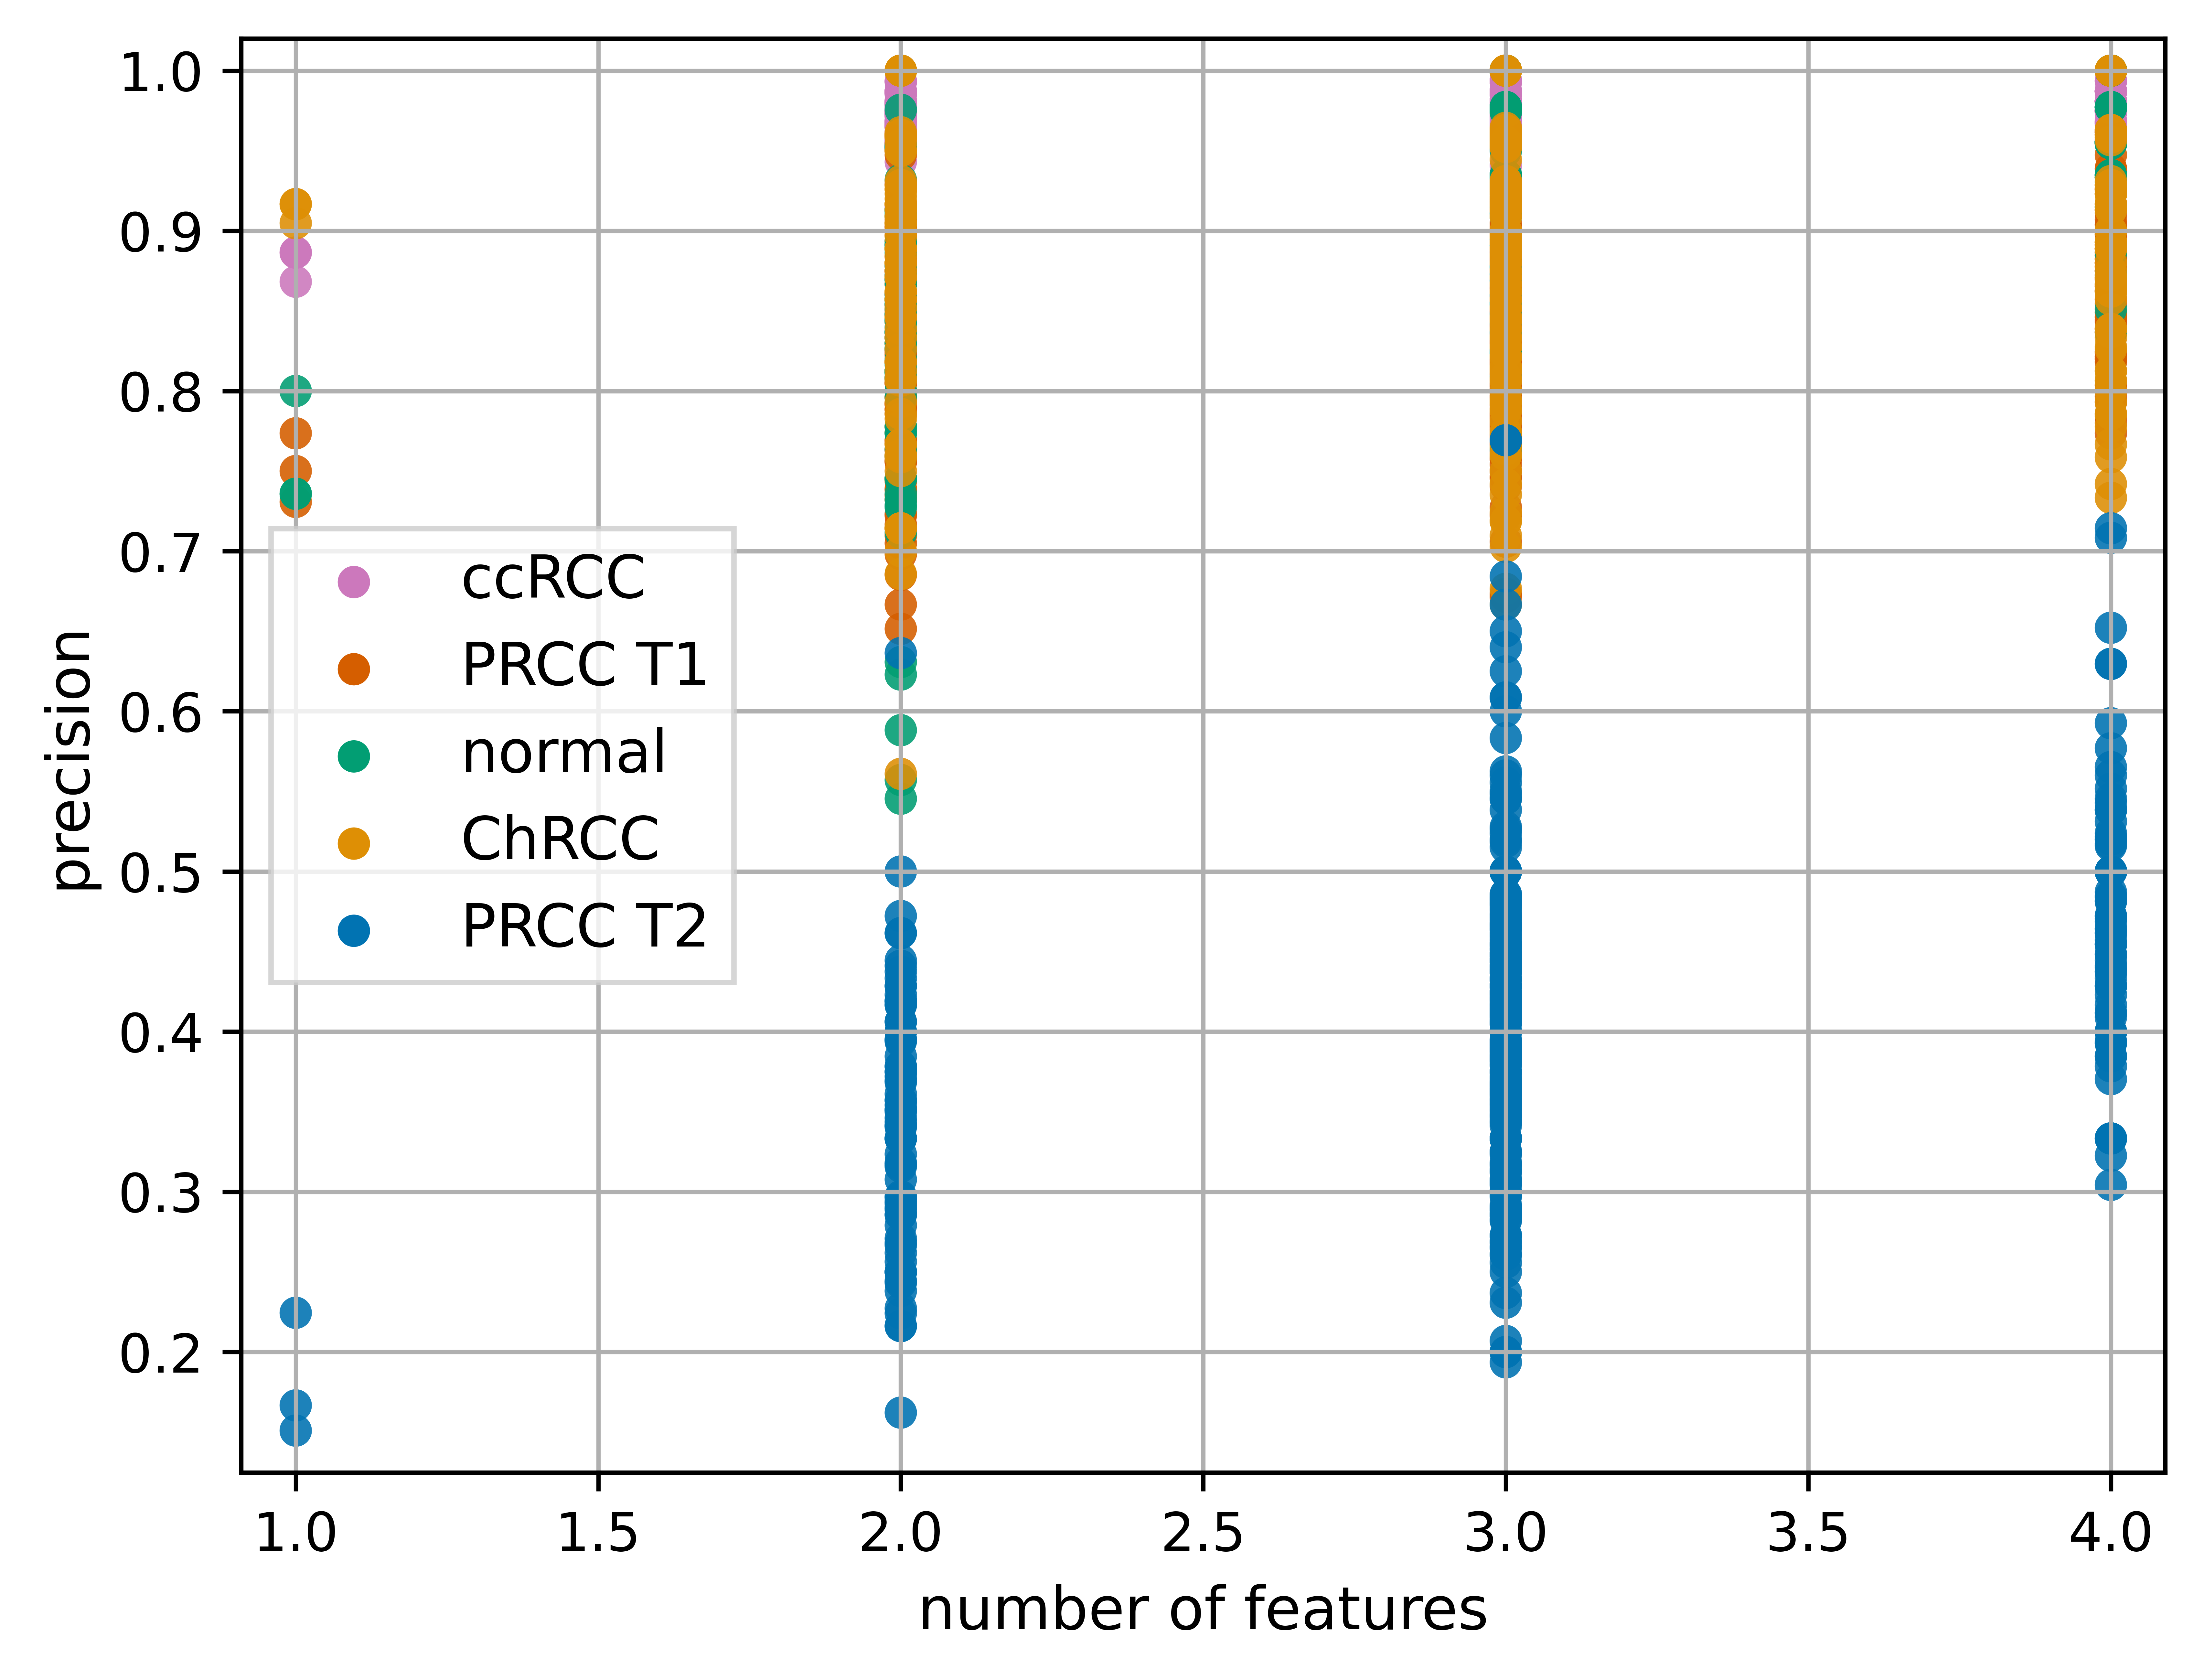 1.0
0.9
0.8
0.7
0.6
0.5
0.4
0.3
0.2
precision
ccRCC
PRCC T1
normal
ChRCC
PRCC T2
1.0 1.5 2.0 2.5 3.0 3.5 4.0
number of features